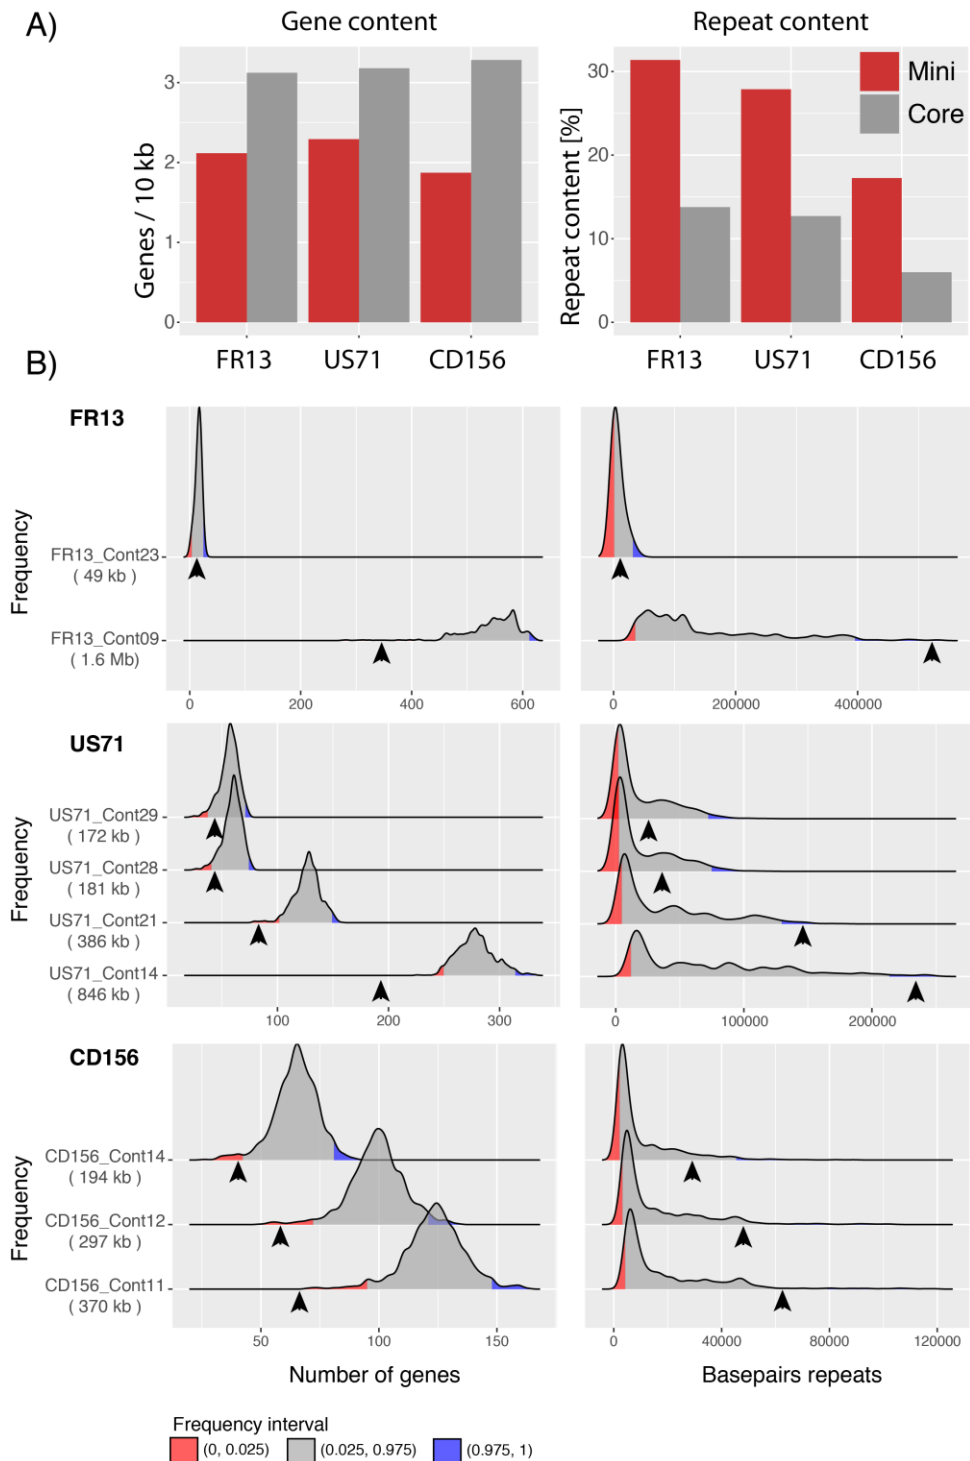 A)
Gene content
Repeat content
Genes / 10 kb
3
2
1
0
FR13
US71
CD156
Repeat content [%]
30
20
10
0
FR13
US71
CD156
Mini
Core
B)
FR13
Frequency
FR13_Cont23
( 49 kb )
FR13_Cont09
( 1.6 Mb)
0 200 400 600
0 200000 400000
US71
Frequency
US71_Cont29
( 172 kb )
US71_Cont28
( 181 kb )
US71_Cont21
( 386 kb )
US71_Cont14
( 846 kb )
100 200 300
0 100000 200000
CD156
Frequency
CD156_Cont14
( 194 kb )
CD156_Cont12
( 297 kb )
CD156_Cont11
( 370 kb )
50 100 150
0 40000 80000 120000
Number of genes
Basepairs repeats
Frequency interval
(0, 0.025) (0.025, 0.975) (0.975, 1)